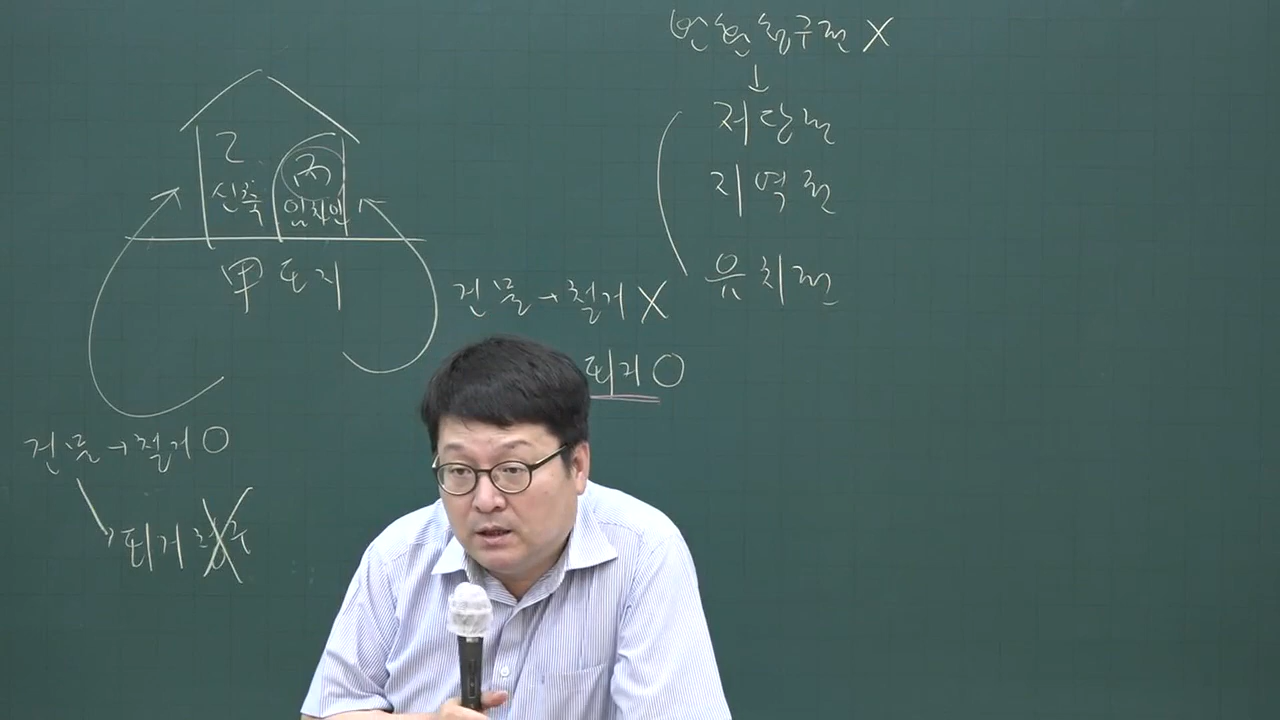 반환청구권 X
↓
저당권
지역권
유치권
乙
신축
丙
임차인
甲 토지
건물→철거 X
퇴거 O
건물→철거 O
퇴거청구